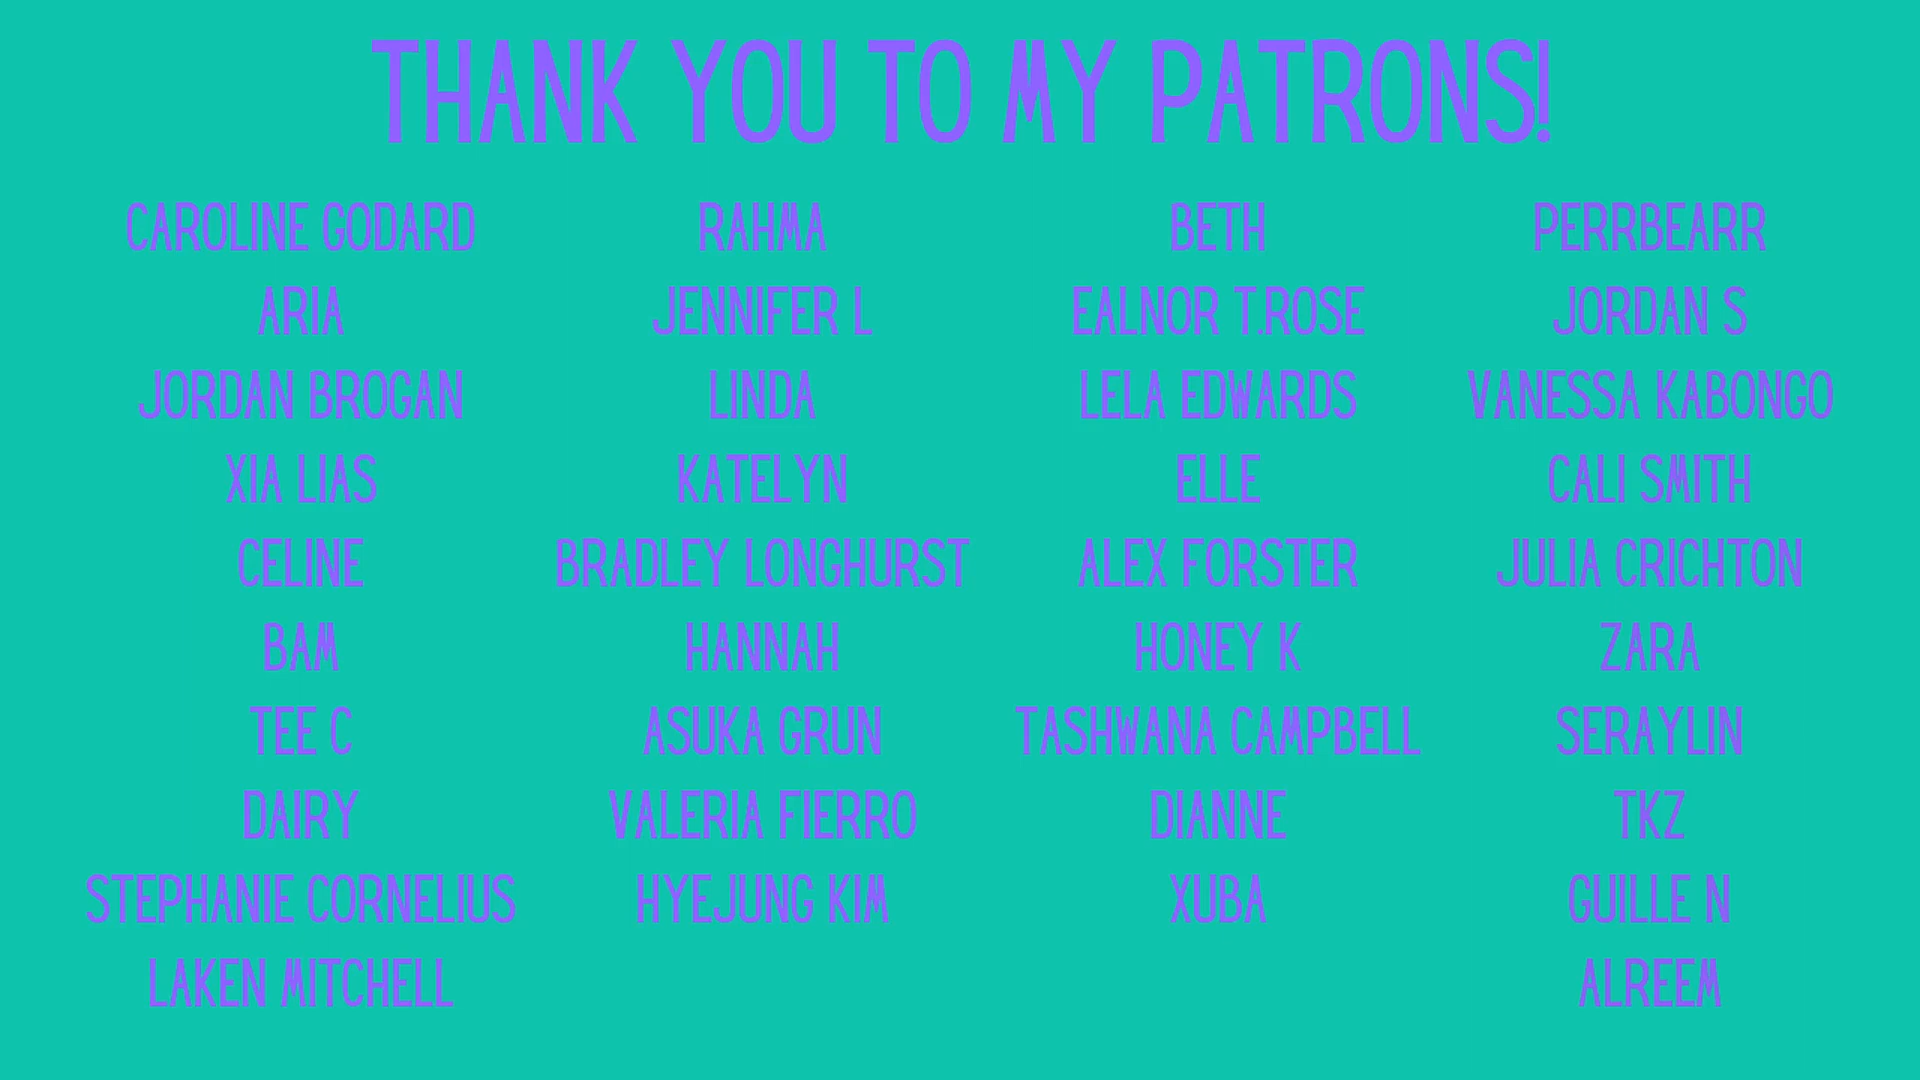 THANK YOU TO MY PATRONS!
CAROLINE GODARD
ARIA
JORDAN BROGAN
XIA LIAS
CELINE
BAM
TEE C
DAIRY
STEPHANIE CORNELIUS
LAKEN MITCHELL
RAHMA
JENNIFER L
LINDA
KATELYN
BRADLEY LONGHURST
HANNAH
ASUKA GRUN
VALERIA FIERRO
HYEJUNG KIM
BETH
EALNOR T.ROSE
LELA EDWARDS
ELLE
ALEX FORSTER
HONEY K
TASHWANA CAMPBELL
DIANNE
XUBA
PERRBEARR
JORDAN S
VANESSA KABONGO
CALI SMITH
JULIA CRICHTON
ZARA
SERAYLIN
TKZ
GUILLE N
ALREEM